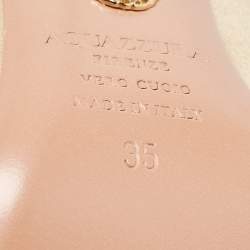 AQUAZZURA
FIRENZE
VERO CUOIO
MADE IN ITALY
35